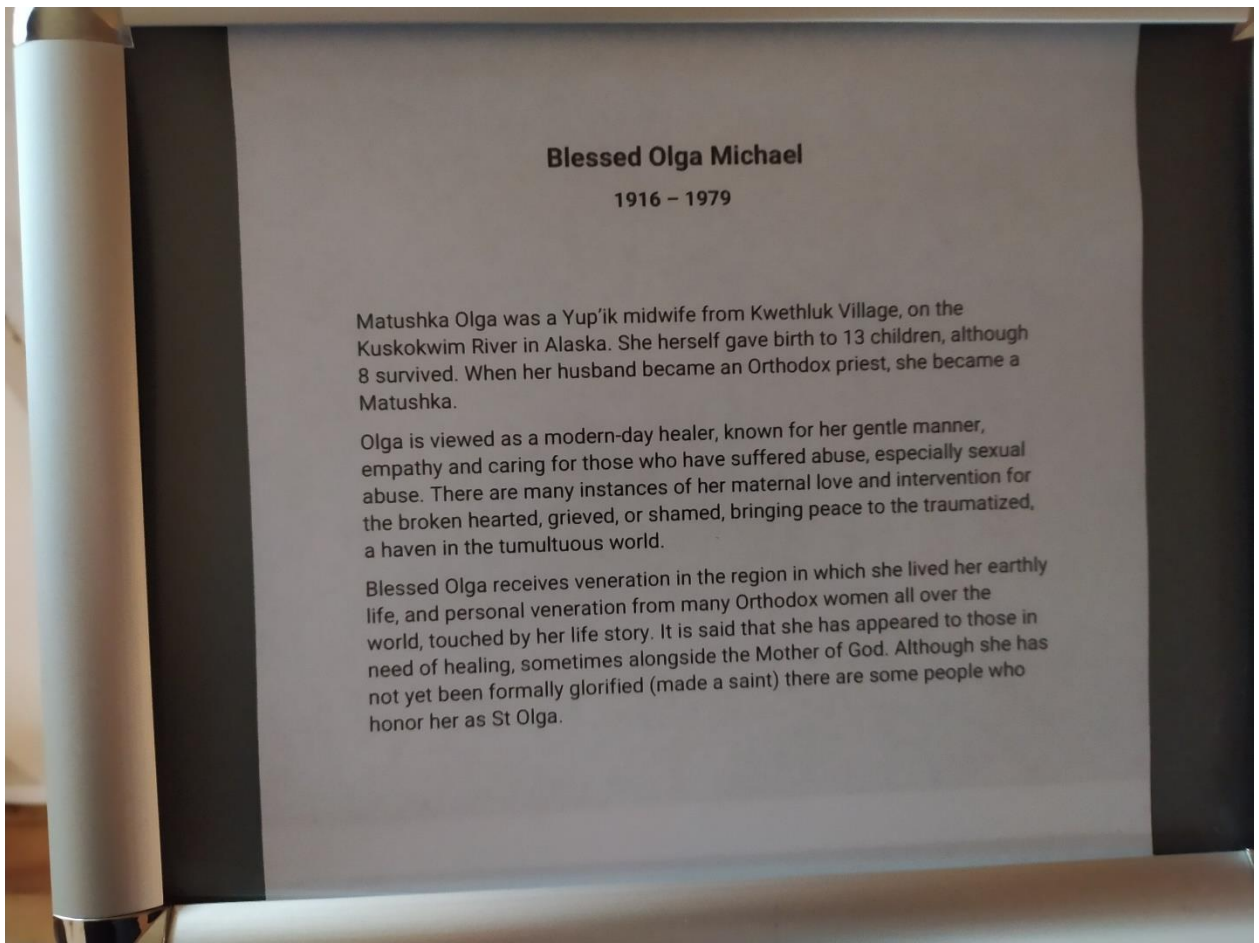 Blessed Olga Michael
1916 – 1979
Matushka Olga was a Yup'ik midwife from Kwethluk Village, on the
Kuskokwim River in Alaska. She herself gave birth to 13 children, although
8 survived. When her husband became an Orthodox priest, she became a
Matushka.
Olga is viewed as a modern-day healer, known for her gentle manner,
empathy and caring for those who have suffered abuse, especially sexual
abuse. There are many instances of her maternal love and intervention for
the broken hearted, grieved, or shamed, bringing peace to the traumatized,
a haven in the tumultuous world.
Blessed Olga receives veneration in the region in which she lived her earthly
life, and personal veneration from many Orthodox women all over the
world, touched by her life story. It is said that she has appeared to those in
need of healing, sometimes alongside the Mother of God. Although she has
not yet been formally glorified (made a saint) there are some people who
honor her as St Olga.